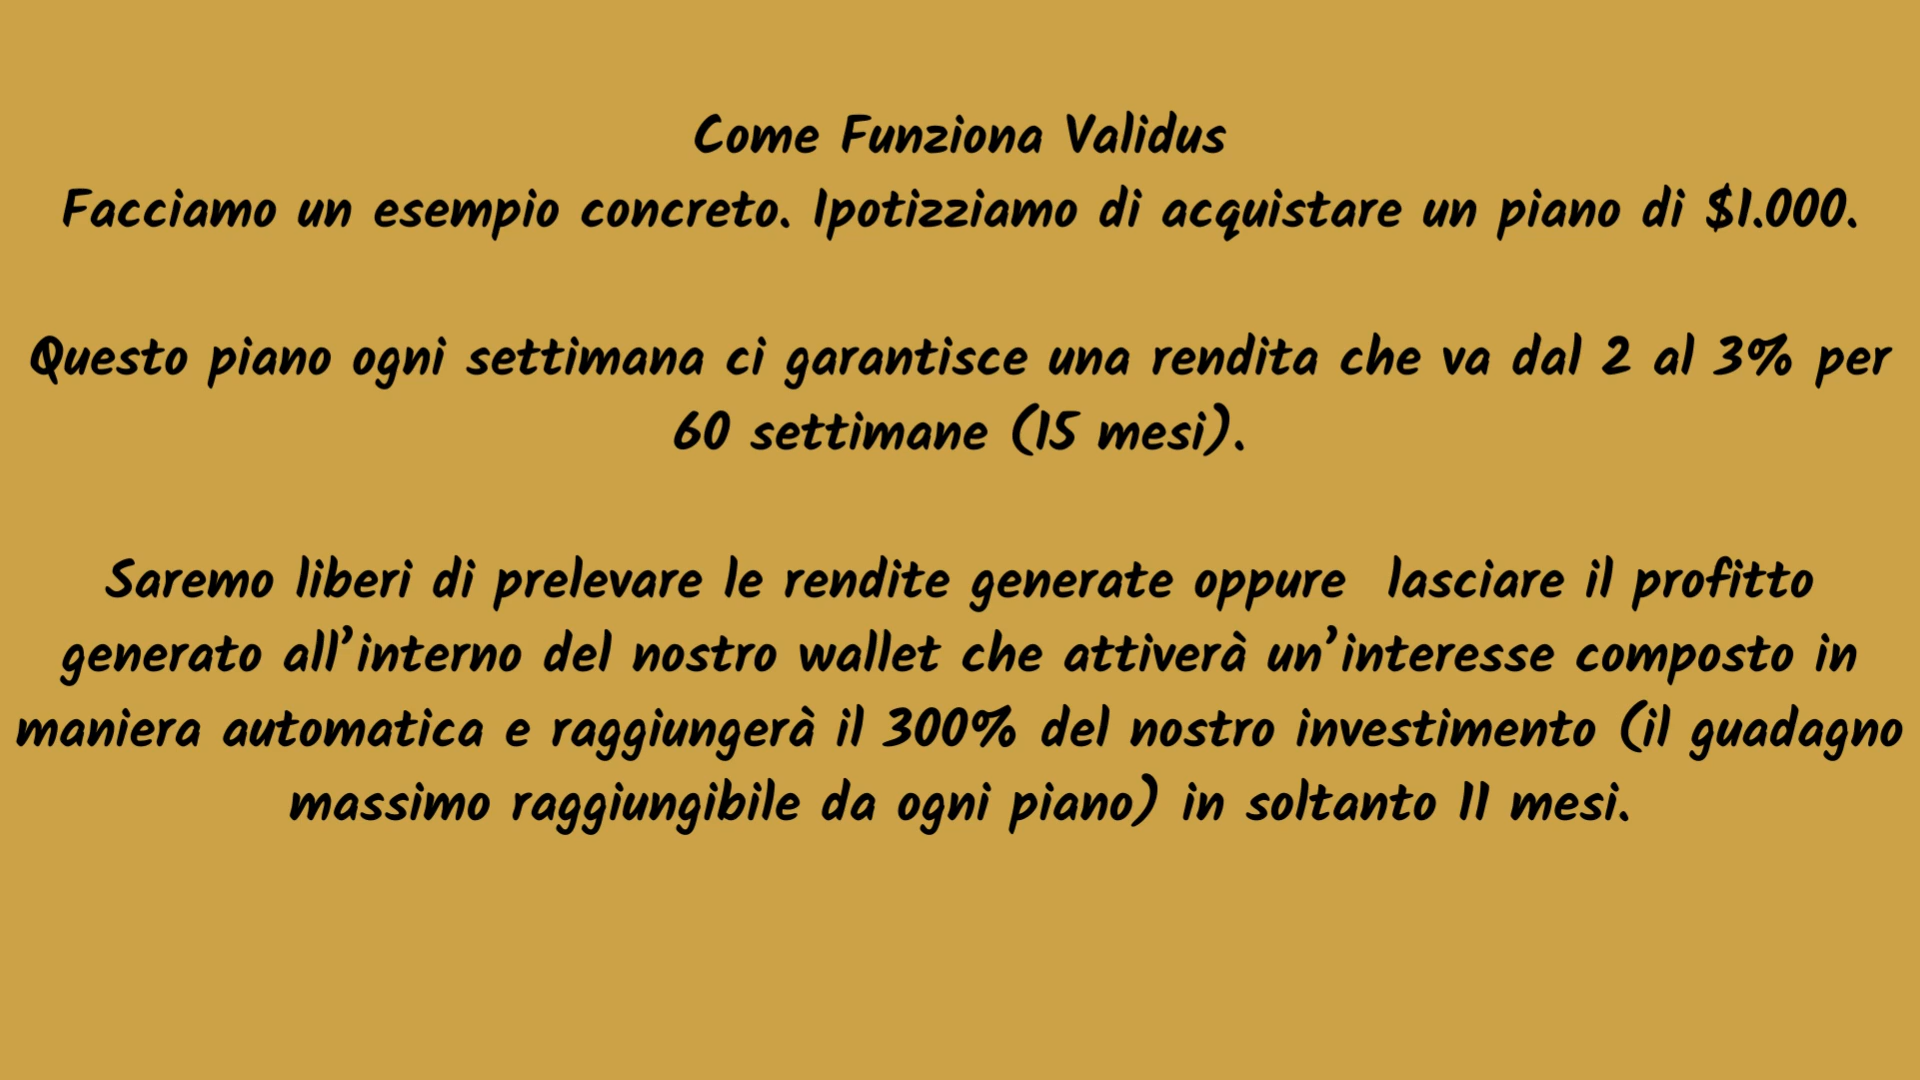 Come Funziona Validus
Facciamo un esempio concreto. Ipotizziamo di acquistare un piano di $1.000.
Questo piano ogni settimana ci garantisce una rendita che va dal 2 al 3% per
60 settimane (15 mesi).
Saremo liberi di prelevare le rendite generate oppure  lasciare il profitto
generato all’interno del nostro wallet che attiverà un’interesse composto in
maniera automatica e raggiungerà il 300% del nostro investimento (il guadagno
massimo raggiungibile da ogni piano) in soltanto 11 mesi.